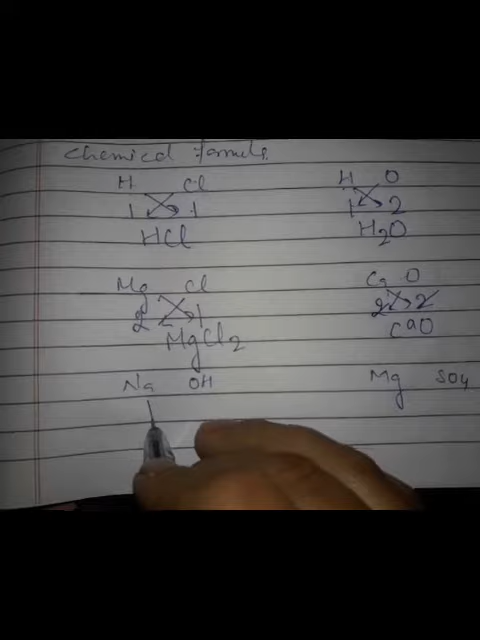 Chemical formula.
H Cl H O
1 1 1 2
HCl H2O
Mg Cl Ca O
2 1 2 2
MgCl2 CaO
Na OH Mg SO4